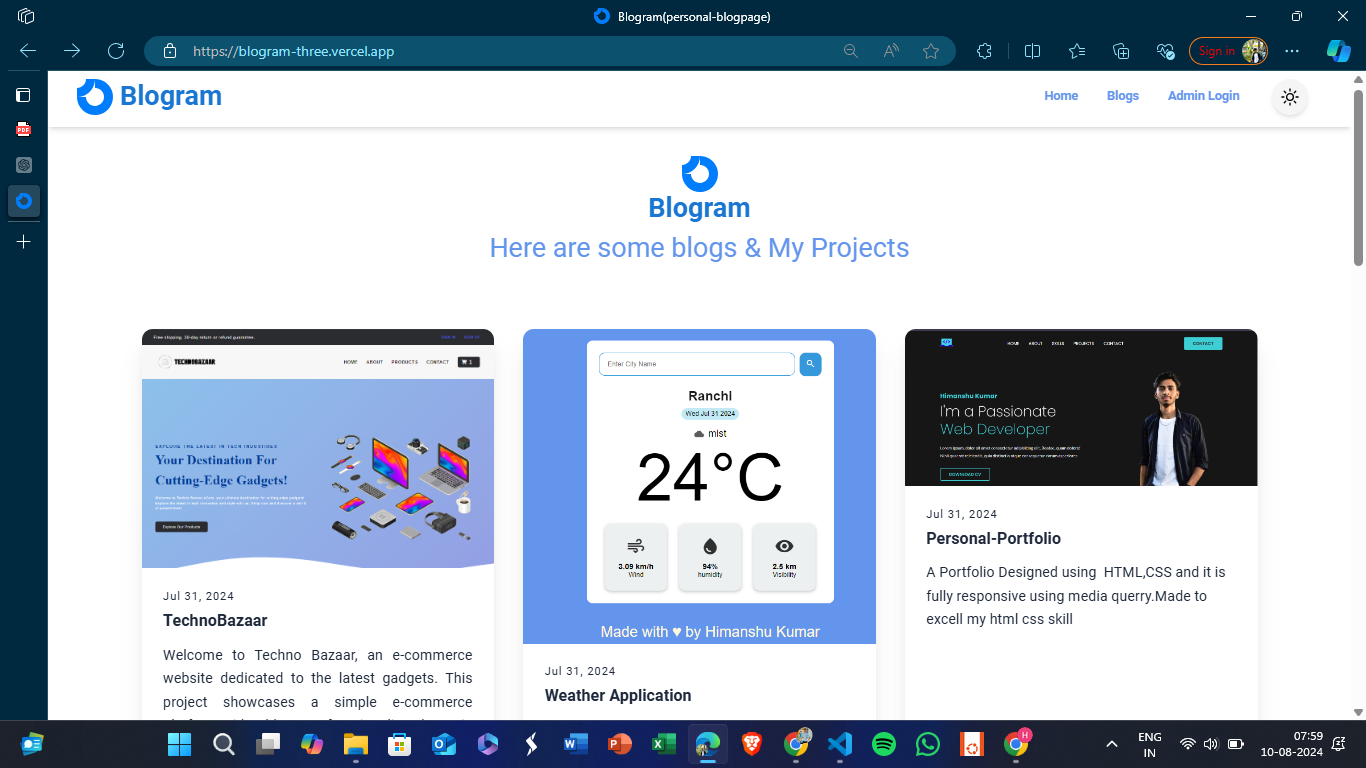 Blogram(personal-blogpage)
https://blogram-three.vercel.app
Sign in
Blogram
Home
Blogs
Admin Login
Blogram
Here are some blogs & My Projects
Free shipping, 30-day return or refund guarantee.
SIGN IN SIGN UP
TECHNOBAZAAR
HOME ABOUT PRODUCTS CONTACT 1
EXPLORE THE LATEST IN TECH INDUSTRIES
Your Destination For
Cutting-Edge Gadgets!
Explore Our Products
Jul 31, 2024
TechnoBazaar
Welcome to Techno Bazaar, an e-commerce
website dedicated to the latest gadgets. This
project showcases a simple e-commerce
Enter City Name
Ranchi
Wed Jul 31 2024
mist
24°C
3.09 km/h
Wind
94%
humidity
2.5 km
Visibility
Made with ♥ by Himanshu Kumar
Jul 31, 2024
Weather Application
HOME ABOUT SKILLS PROJECTS CONTACT
CONTACT
Himanshu Kumar
I'm a Passionate
Web Developer
DOWNLOAD CV
Jul 31, 2024
Personal-Portfolio
A Portfolio Designed using HTML,CSS and it is
fully responsive using media querry.Made to
excell my html css skill
ENG
IN
07:59
10-08-2024